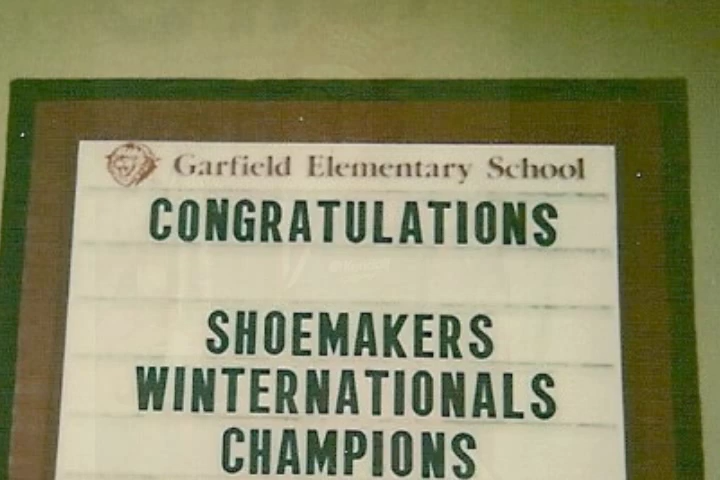 Garfield Elementary School
CONGRATULATIONS
SHOEMAKERS
WINTERNATIONALS
CHAMPIONS